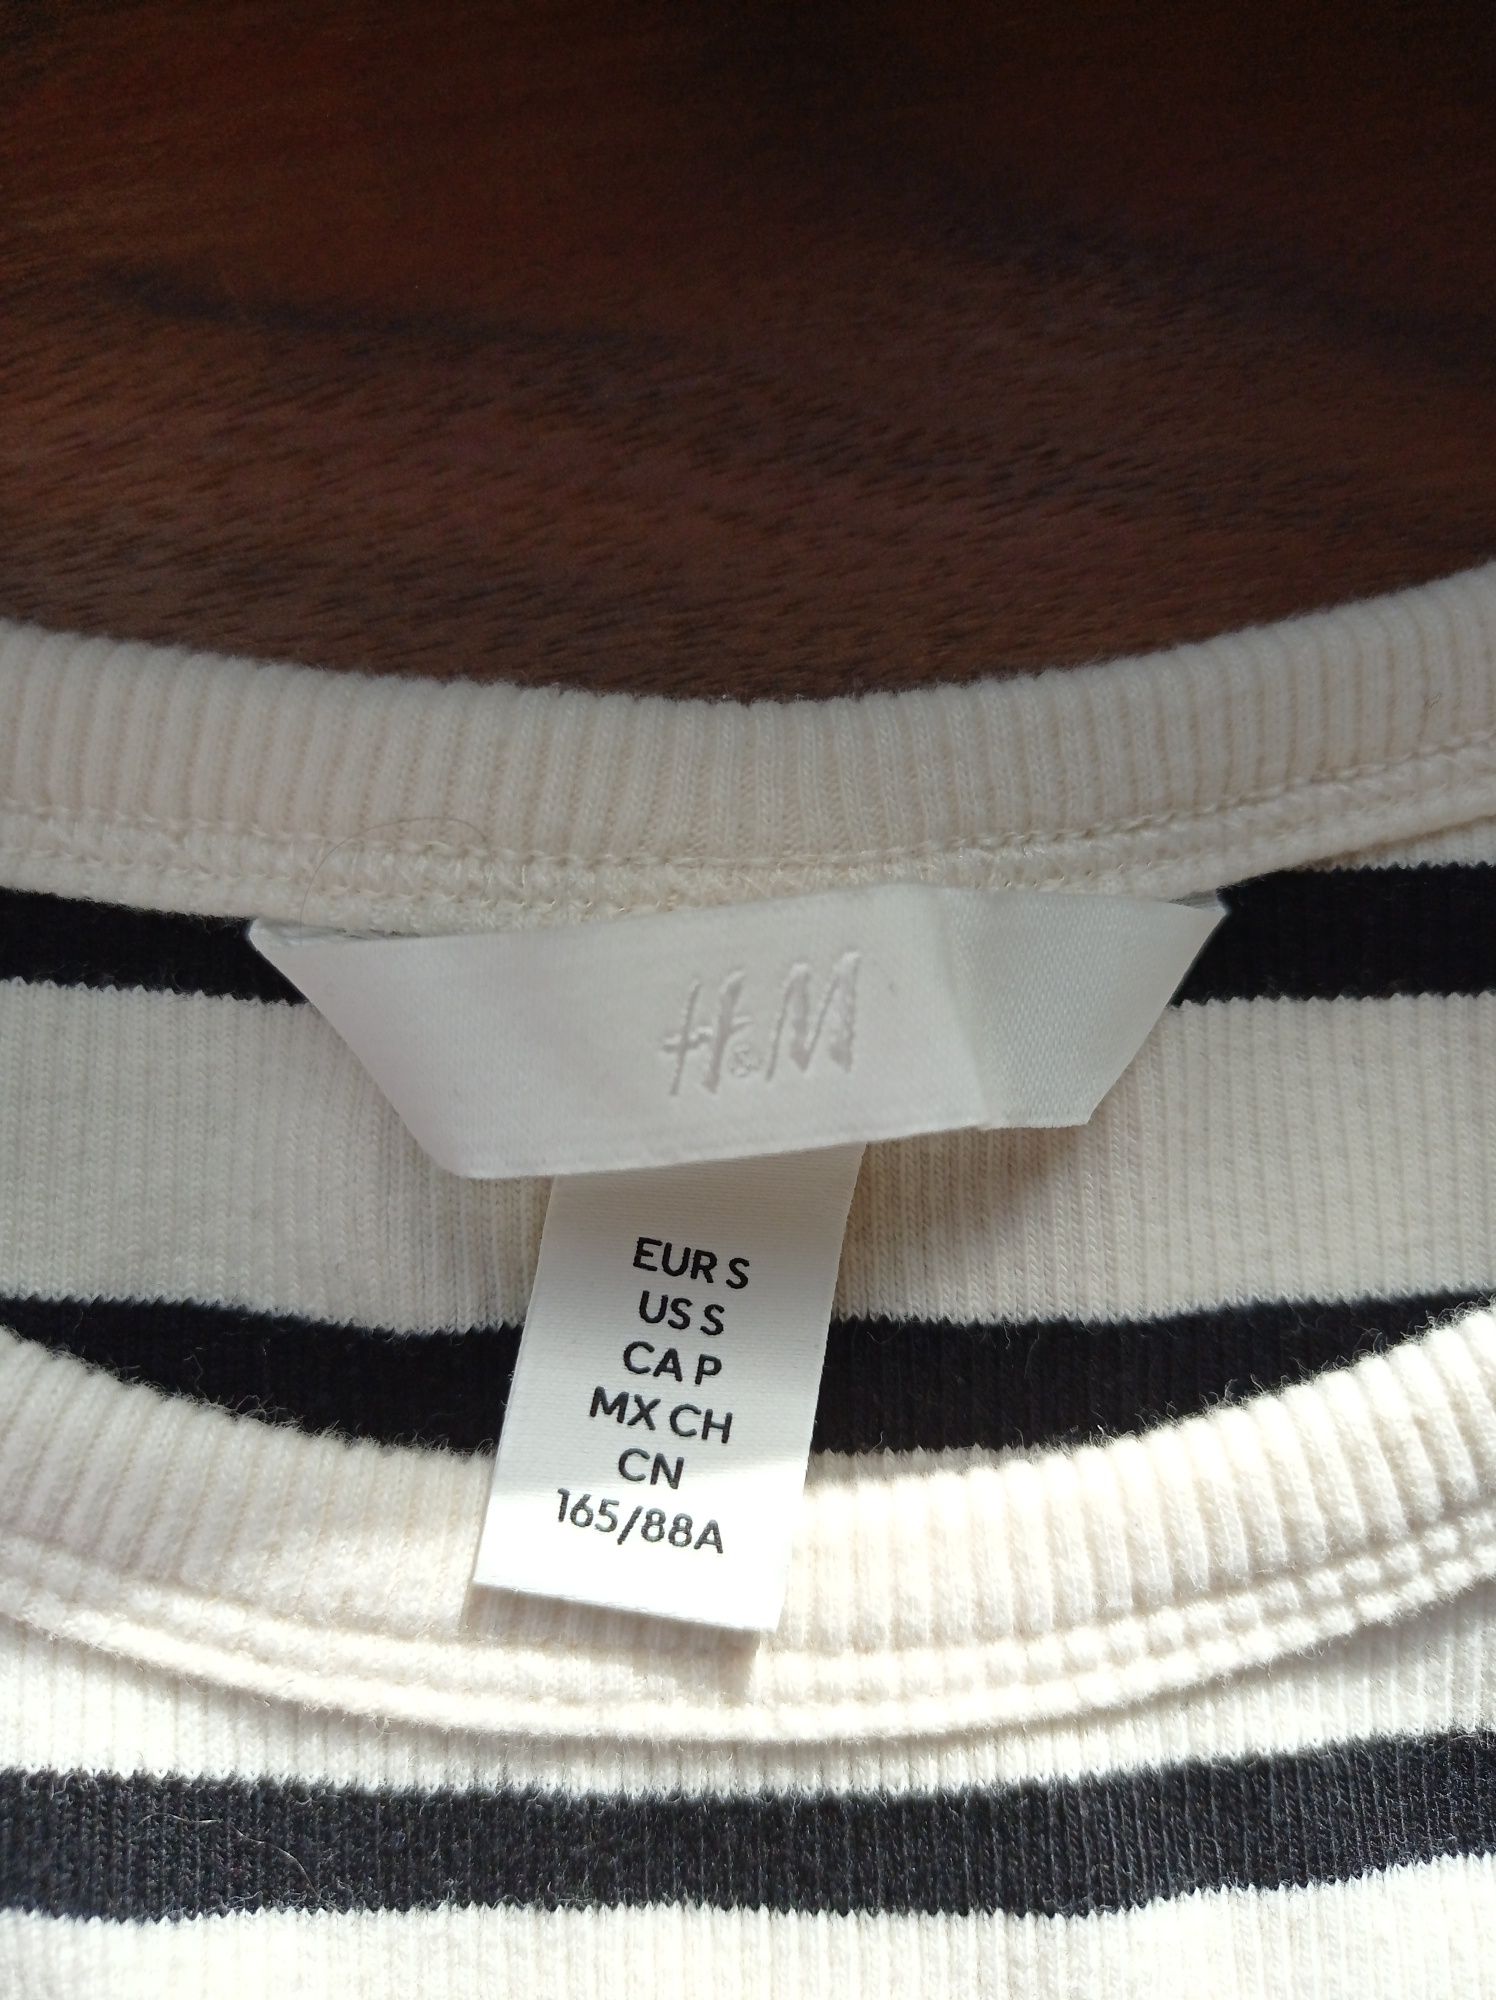 H&M
EUR S
US S
CA P
MX CH
CN
165/88A